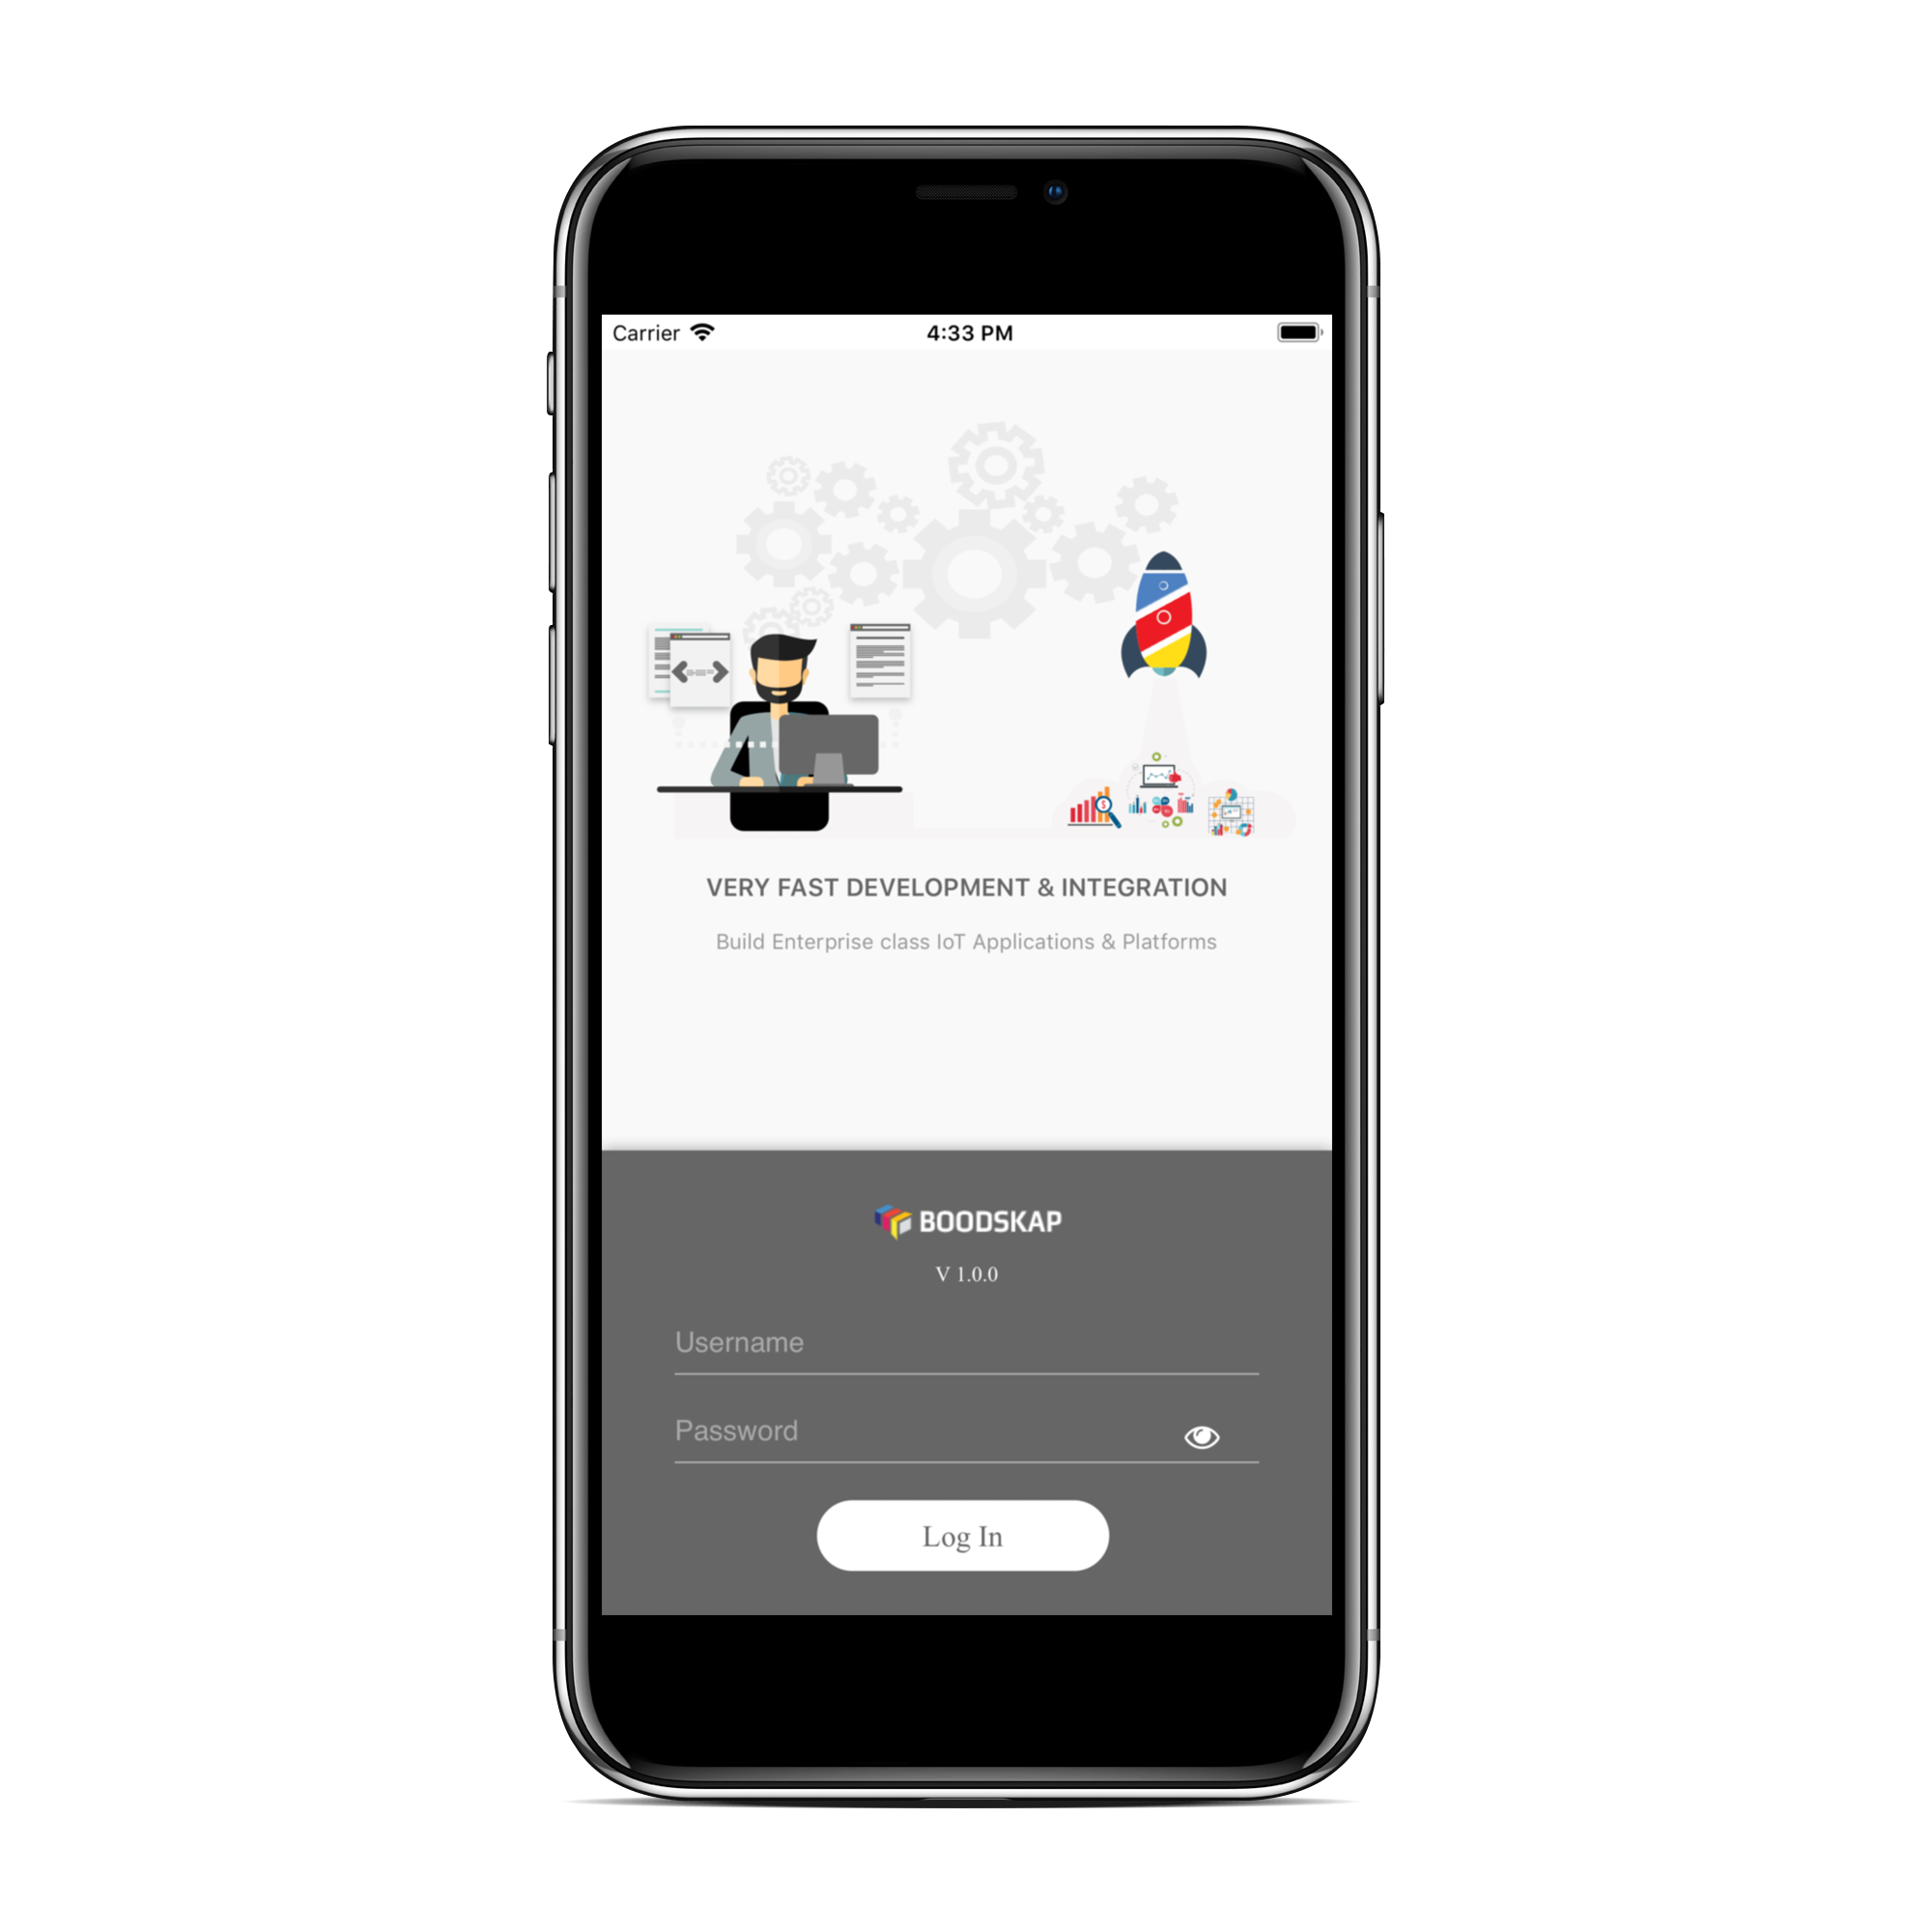 Carrier 4:33 PM
VERY FAST DEVELOPMENT & INTEGRATION
Build Enterprise class IoT Applications & Platforms
BOODSKAP
V 1.0.0
Username
Password
Log In